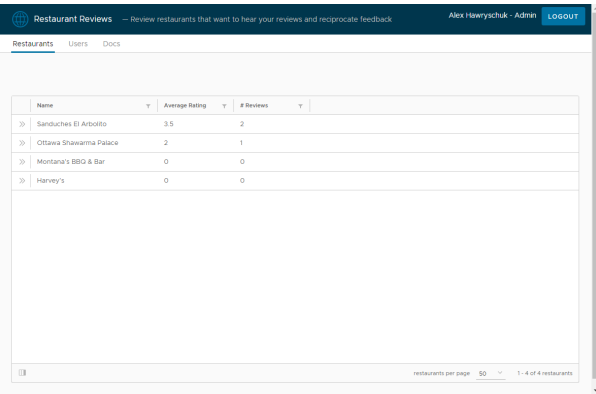 Restaurant Reviews — Review restaurants that want to hear your reviews and reciprocate feedback Alex Hawryschuk - Admin LOGOUT
Restaurants Users Docs
Name Average Rating # Reviews
Sanduches El Arbolito 3.5 2
Ottawa Shawarma Palace 2 1
Montana's BBQ & Bar 0 0
Harvey's 0 0
restaurants per page 50 1 - 4 of 4 restaurants